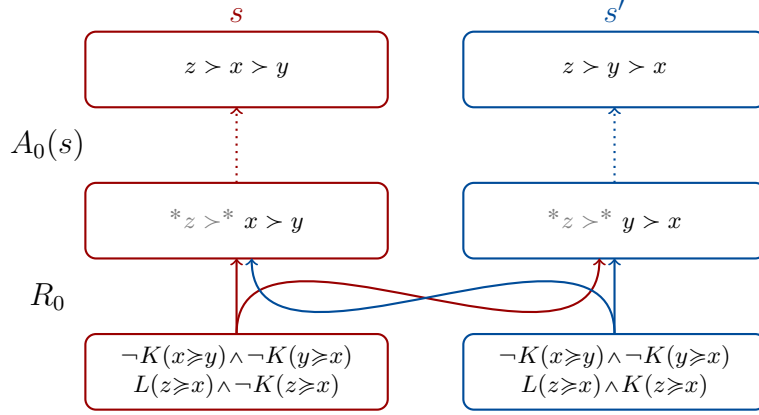 s s′
z ≻ x ≻ y z ≻ y ≻ x
A₀(s)
*z ≻* x ≻ y *z ≻* y ≻ x
R₀
¬K(x≽y) ∧ ¬K(y≽x) ¬K(x≽y) ∧ ¬K(y≽x)
L(z≽x) ∧ ¬K(z≽x) L(z≽x) ∧ K(z≽x)